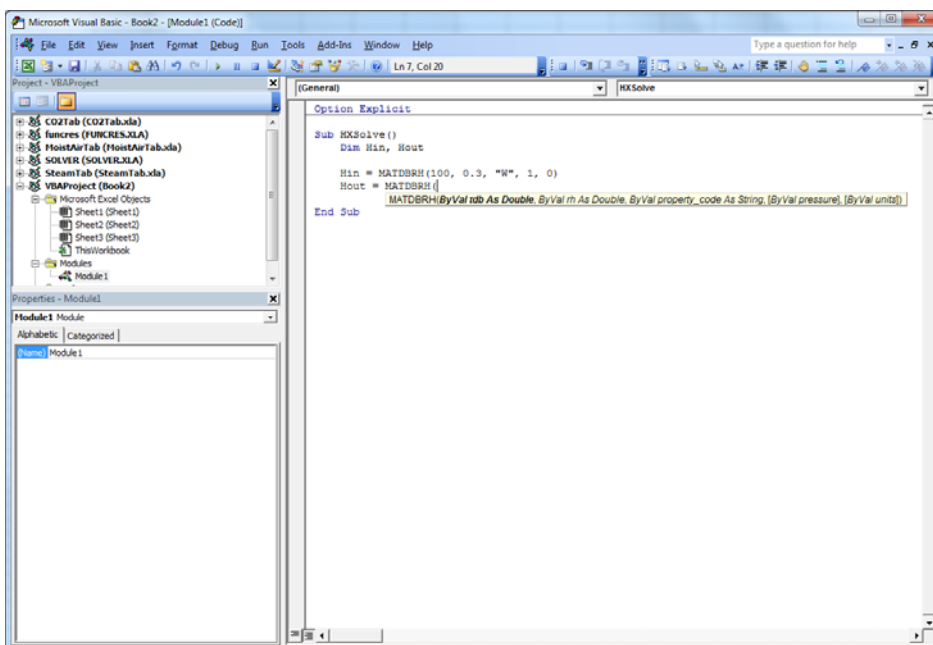 Microsoft Visual Basic - Book2 - [Module1 (Code)]
File Edit View Insert Format Debug Run Tools Add-Ins Window Help
Type a question for help
Ln 7, Col 20
Project - VBAProject
CO2Tab (CO2Tab.xla)
funcres (FUNCRES.XLA)
MoistAirTab (MoistAirTab.xla)
SOLVER (SOLVER.XLA)
SteamTab (SteamTab.xla)
VBAProject (Book2)
Microsoft Excel Objects
Sheet1 (Sheet1)
Sheet2 (Sheet2)
Sheet3 (Sheet3)
ThisWorkbook
Modules
Module1
Properties - Module1
Module1 Module
Alphabetic Categorized
(Name) Module1
(General) HXSolve
Option Explicit
Sub HXSolve()
Dim Hin, Hout
Hin = MATDBRH(100, 0.3, "W", 1, 0)
Hout = MATDBRH(
MATDBRH(ByVal tdb As Double, ByVal rh As Double, ByVal property_code As String, [ByVal pressure], [ByVal units])
End Sub